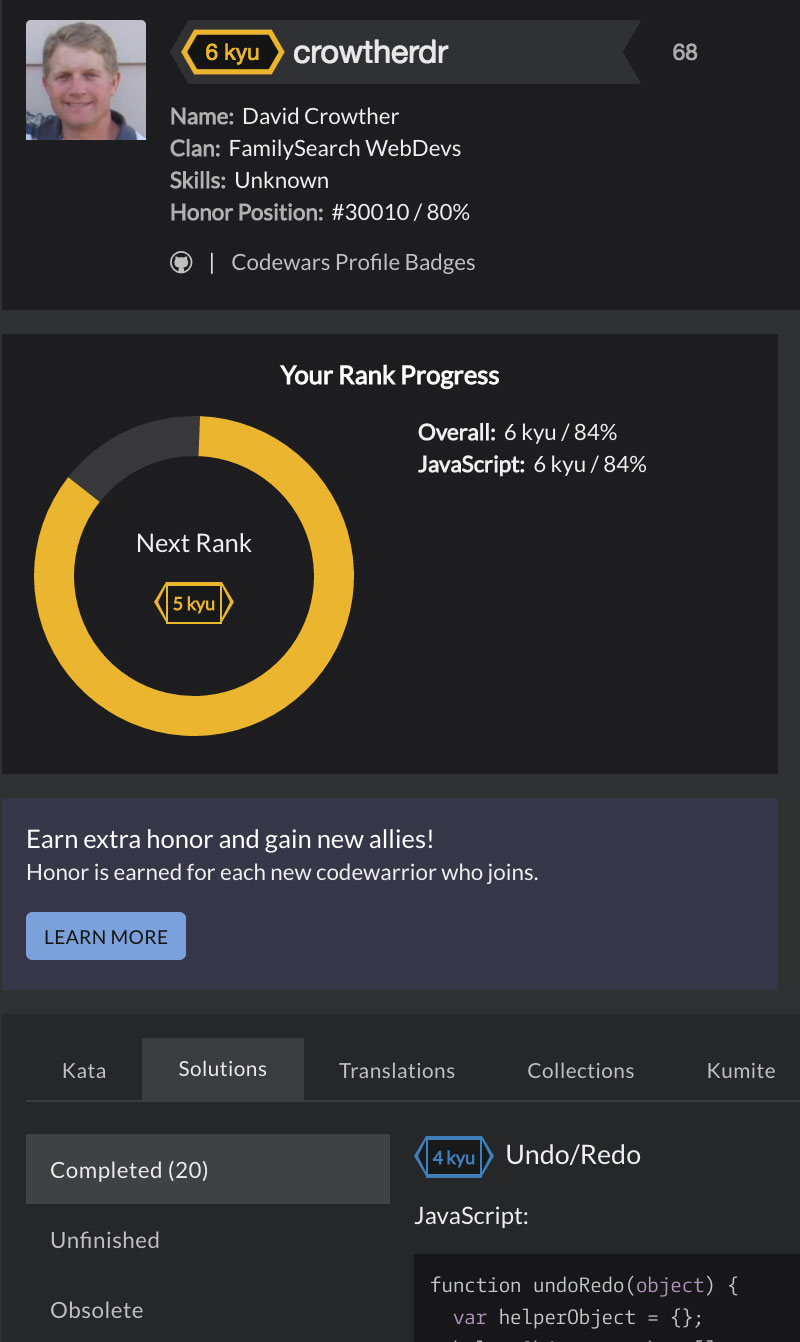 6 kyu crowtherdr 68
Name: David Crowther
Clan: FamilySearch WebDevs
Skills: Unknown
Honor Position: #30010 / 80%
| Codewars Profile Badges
Your Rank Progress
Overall: 6 kyu / 84%
JavaScript: 6 kyu / 84%
Next Rank
5 kyu
Earn extra honor and gain new allies!
Honor is earned for each new codewarrior who joins.
LEARN MORE
Kata Solutions Translations Collections Kumite
Completed (20)
Unfinished
Obsolete
4 kyu Undo/Redo
JavaScript:
function undoRedo(object) {
var helperObject = {};